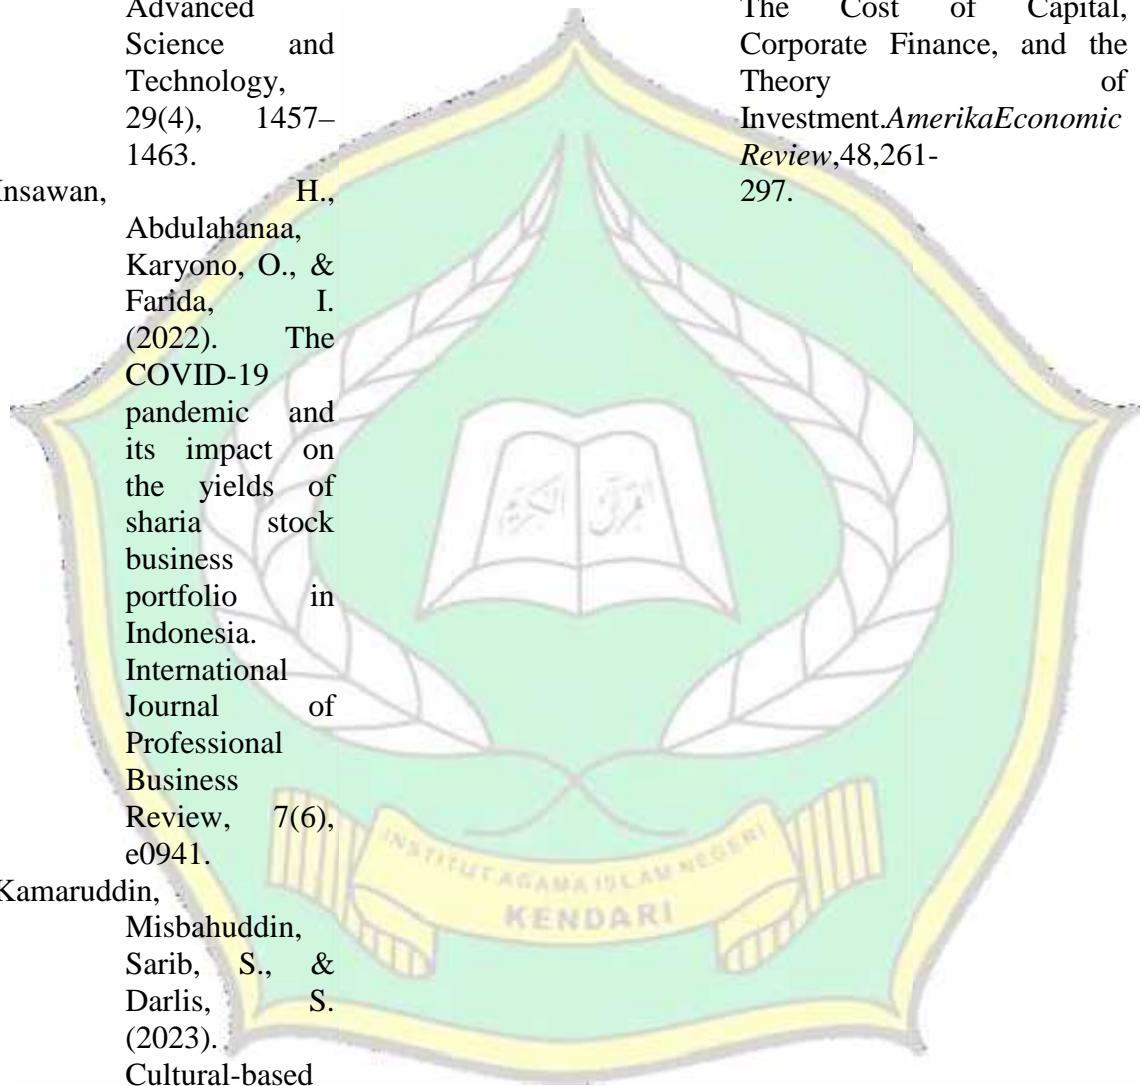 Advanced
Science and
Technology,
29(4), 1457–
1463.
Insawan, H.,
Abdulahanaa,
Karyono, O., &
Farida, I.
(2022). The
COVID-19
pandemic and
its impact on
the yields of
sharia stock
business
portfolio in
Indonesia.
International
Journal of
Professional
Business
Review, 7(6),
e0941.
Kamaruddin,
Misbahuddin,
Sarib, S., &
Darlis, S.
(2023).
Cultural-based
The Cost of Capital,
Corporate Finance, and the
Theory of
Investment.AmerikaEconomic
Review,48,261-
297.
INSTITUT AGAMA ISLAM NEGERI
KENDARI